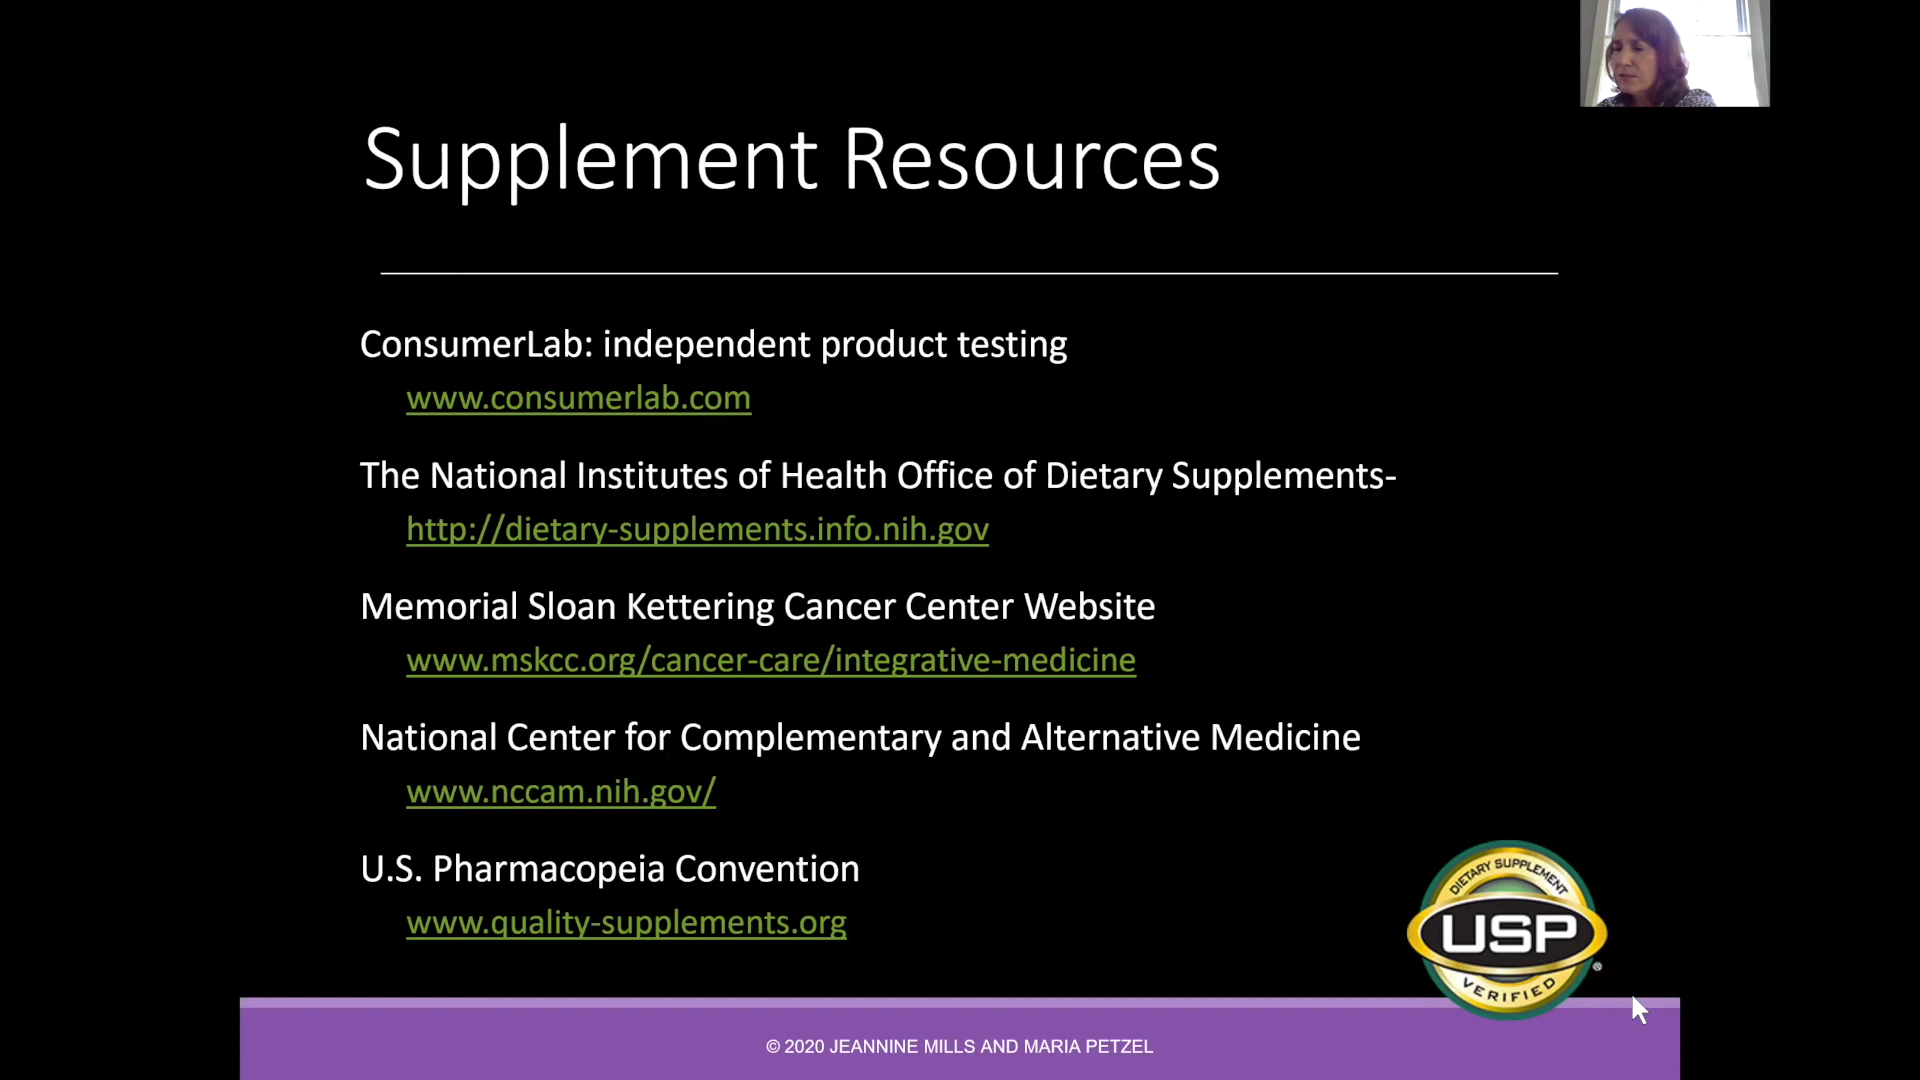 Supplement Resources
ConsumerLab: independent product testing
www.consumerlab.com
The National Institutes of Health Office of Dietary Supplements-
http://dietary-supplements.info.nih.gov
Memorial Sloan Kettering Cancer Center Website
www.mskcc.org/cancer-care/integrative-medicine
National Center for Complementary and Alternative Medicine
www.nccam.nih.gov/
U.S. Pharmacopeia Convention
www.quality-supplements.org
DIETARY SUPPLEMENT
USP
VERIFIED
®
© 2020 JEANNINE MILLS AND MARIA PETZEL